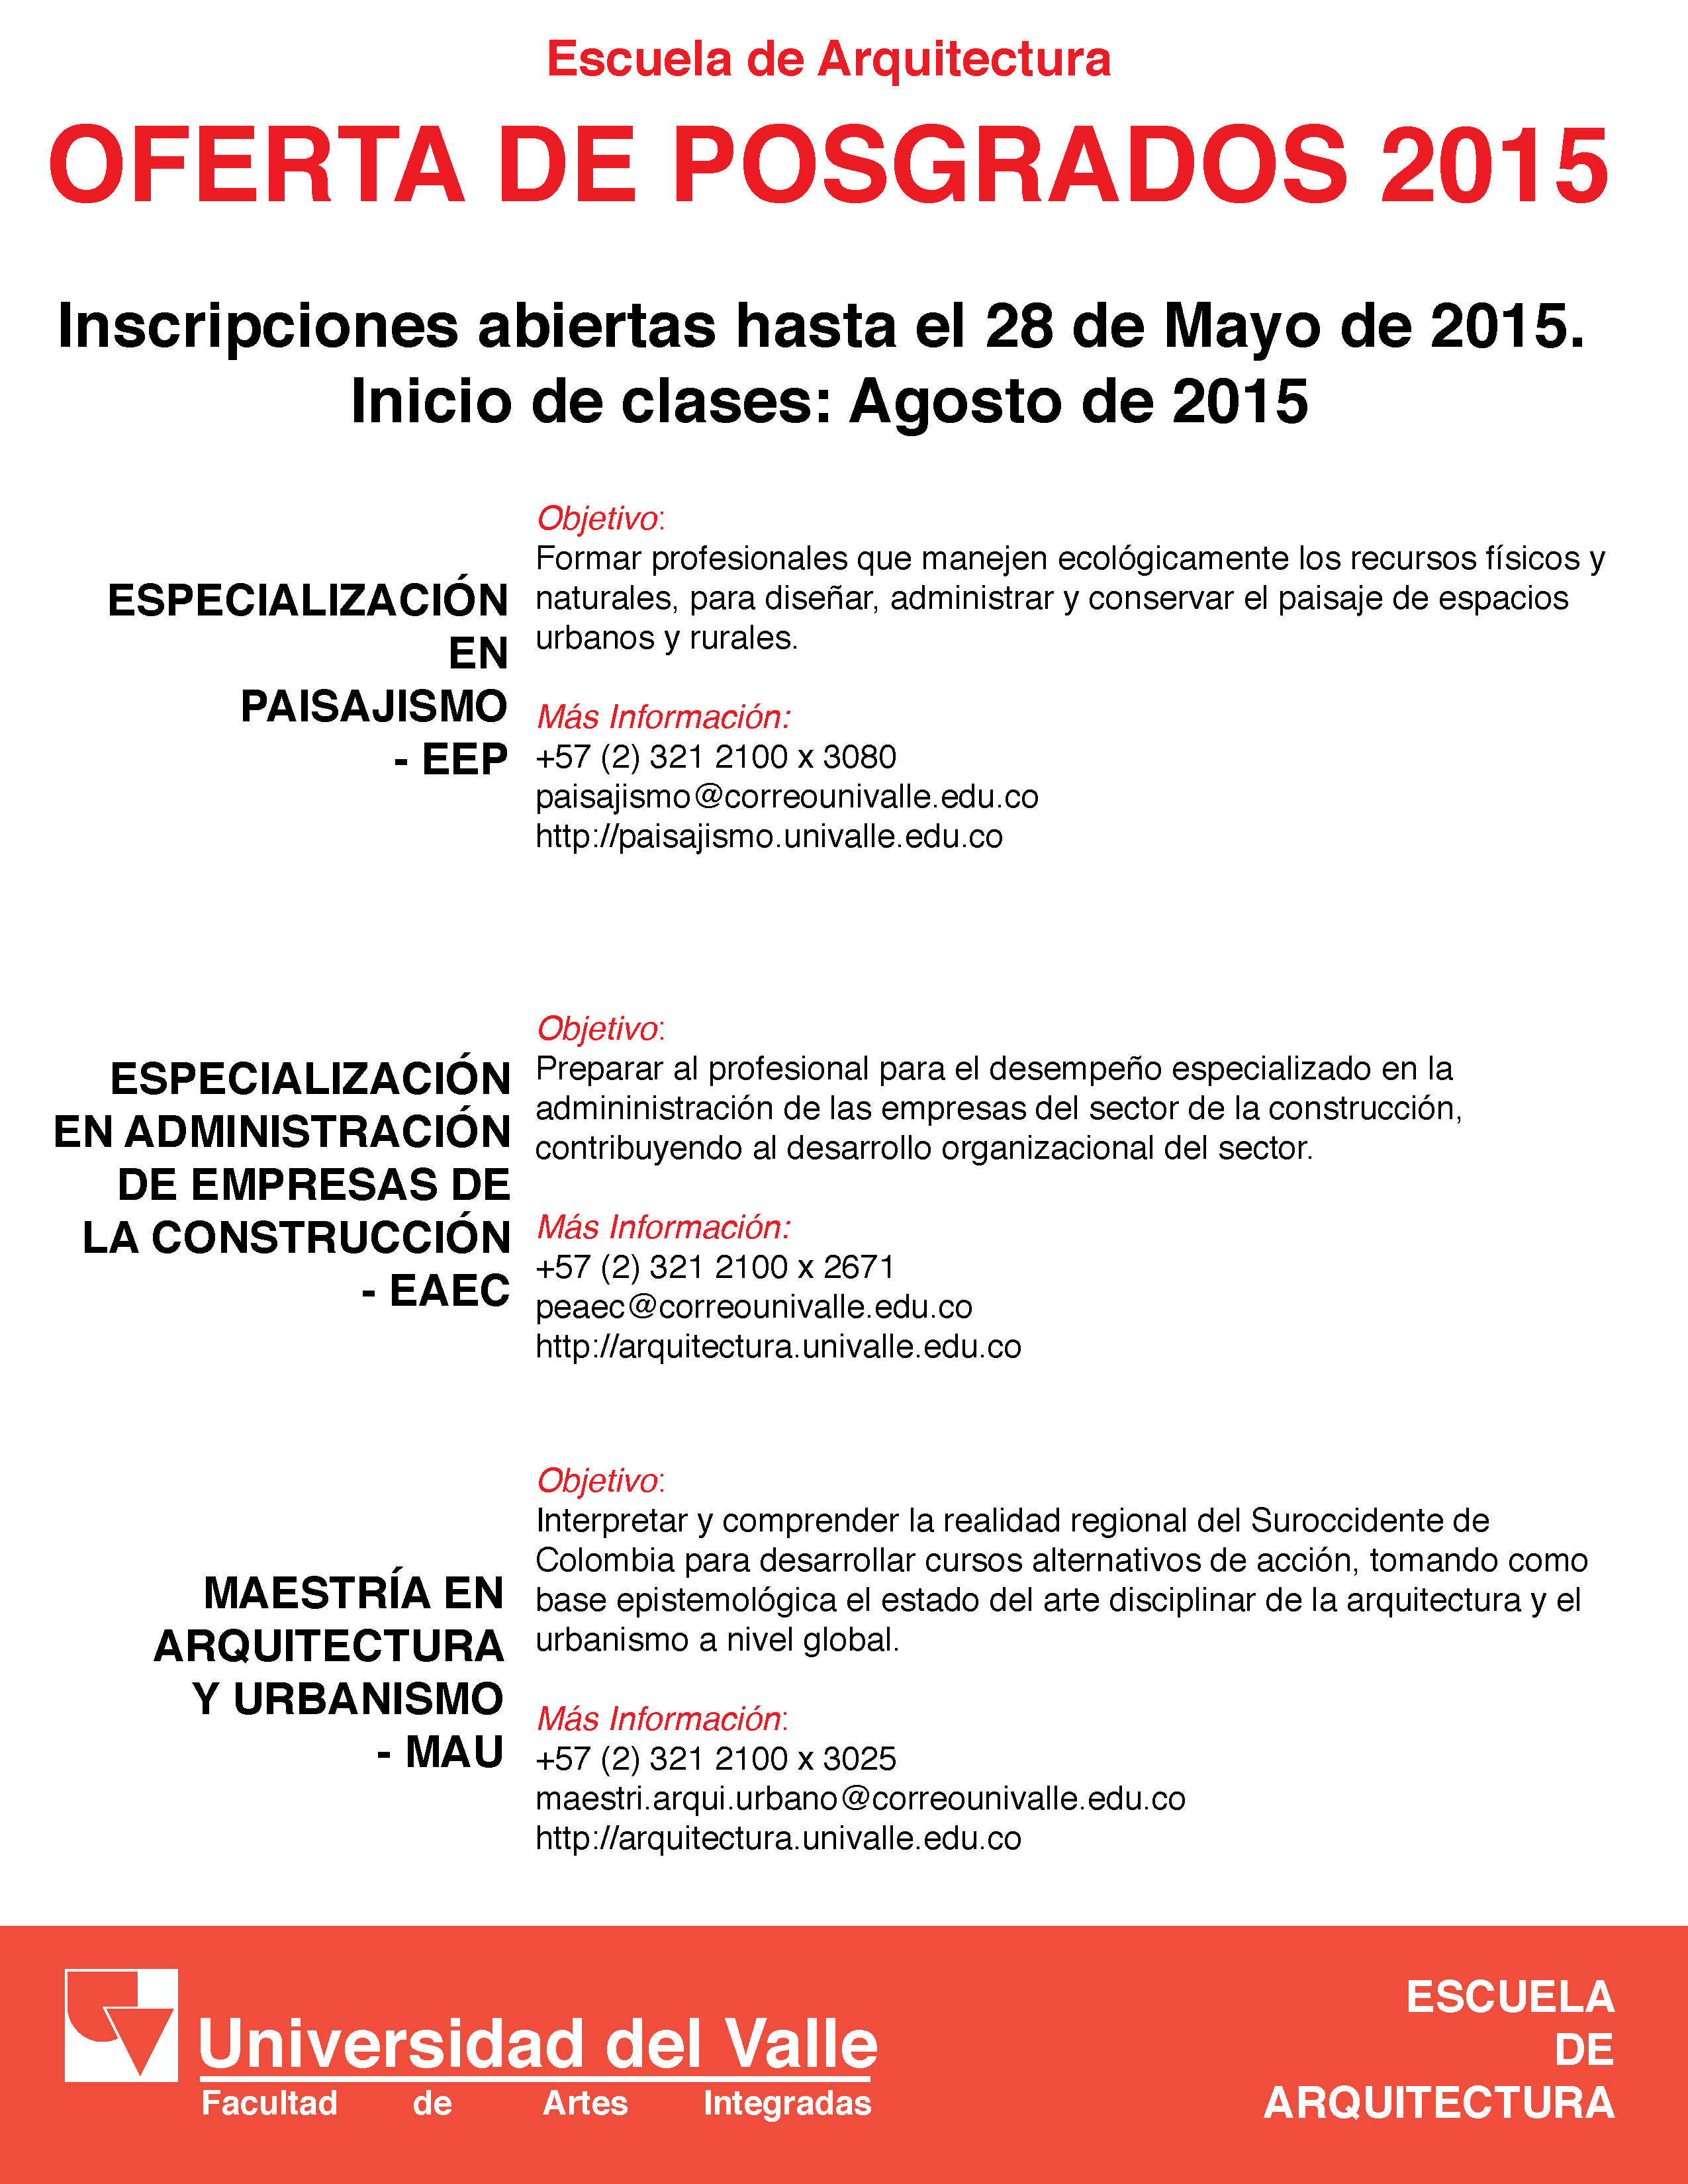 Escuela de Arquitectura
OFERTA DE POSGRADOS 2015
Inscripciones abiertas hasta el 28 de Mayo de 2015.
Inicio de clases: Agosto de 2015
ESPECIALIZACIÓN
EN
PAISAJISMO
- EEP
Objetivo:
Formar profesionales que manejen ecológicamente los recursos físicos y
naturales, para diseñar, administrar y conservar el paisaje de espacios
urbanos y rurales.
Más Información:
+57 (2) 321 2100 x 3080
paisajismo@correounivalle.edu.co
http://paisajismo.univalle.edu.co
ESPECIALIZACIÓN
EN ADMINISTRACIÓN
DE EMPRESAS DE
LA CONSTRUCCIÓN
- EAEC
Objetivo:
Preparar al profesional para el desempeño especializado en la
admininistración de las empresas del sector de la construcción,
contribuyendo al desarrollo organizacional del sector.
Más Información:
+57 (2) 321 2100 x 2671
peaec@correounivalle.edu.co
http://arquitectura.univalle.edu.co
MAESTRÍA EN
ARQUITECTURA
Y URBANISMO
- MAU
Objetivo:
Interpretar y comprender la realidad regional del Suroccidente de
Colombia para desarrollar cursos alternativos de acción, tomando como
base epistemológica el estado del arte disciplinar de la arquitectura y el
urbanismo a nivel global.
Más Información:
+57 (2) 321 2100 x 3025
maestri.arqui.urbano@correounivalle.edu.co
http://arquitectura.univalle.edu.co
Universidad del Valle
Facultad de Artes Integradas
ESCUELA
DE
ARQUITECTURA